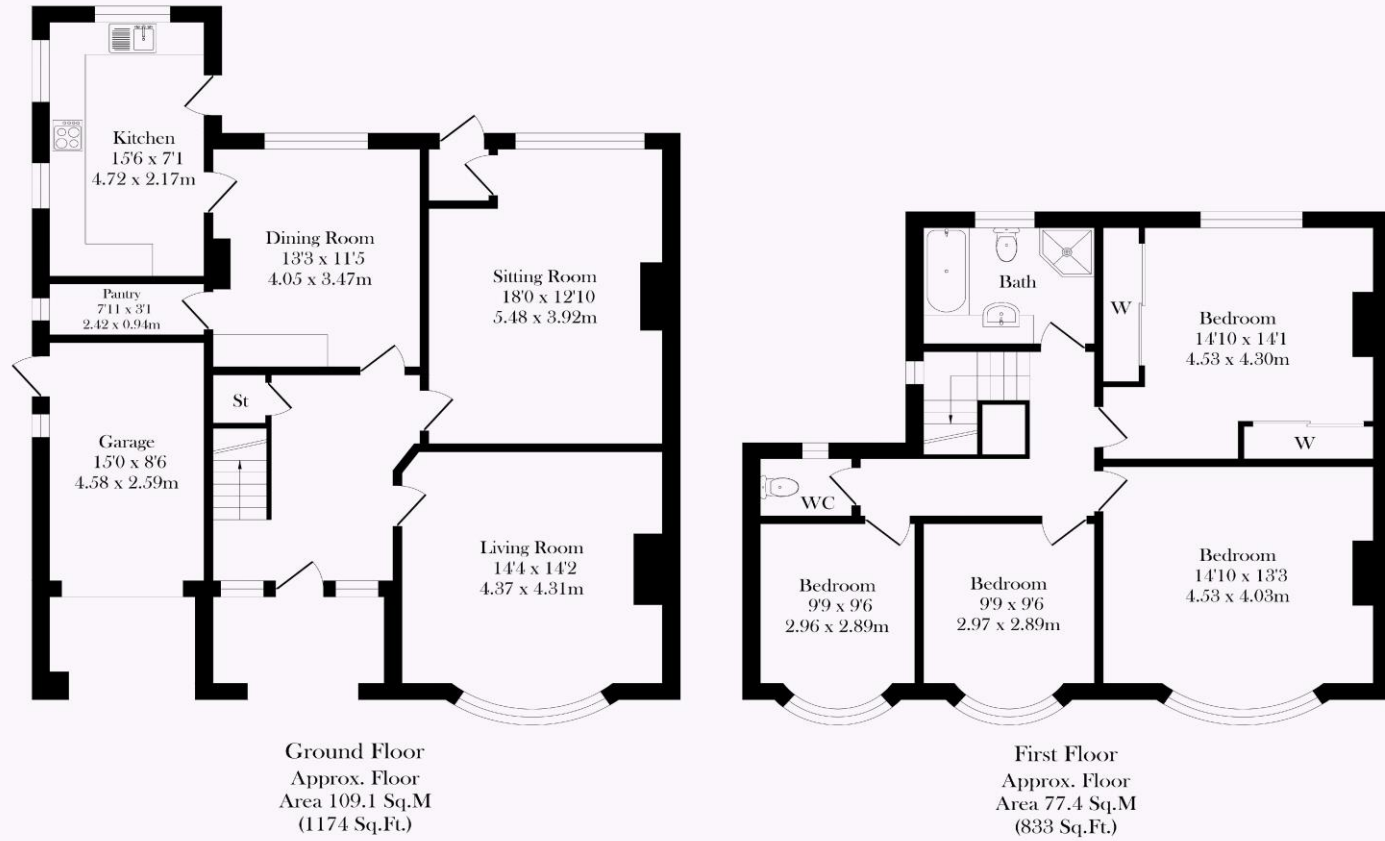 Kitchen
15'6 x 7'1
4.72 x 2.17m
Dining Room
13'3 x 11'5
4.05 x 3.47m
Sitting Room
18'0 x 12'10
5.48 x 3.92m
Pantry
7'11 x 3'1
2.42 x 0.94m
St
Garage
15'0 x 8'6
4.58 x 2.59m
Living Room
14'4 x 14'2
4.37 x 4.31m
Ground Floor
Approx. Floor
Area 109.1 Sq.M
(1174 Sq.Ft.)
Bath
W
Bedroom
14'10 x 14'1
4.53 x 4.30m
W
WC
Bedroom
9'9 x 9'6
2.96 x 2.89m
Bedroom
9'9 x 9'6
2.97 x 2.89m
Bedroom
14'10 x 13'3
4.53 x 4.03m
First Floor
Approx. Floor
Area 77.4 Sq.M
(833 Sq.Ft.)